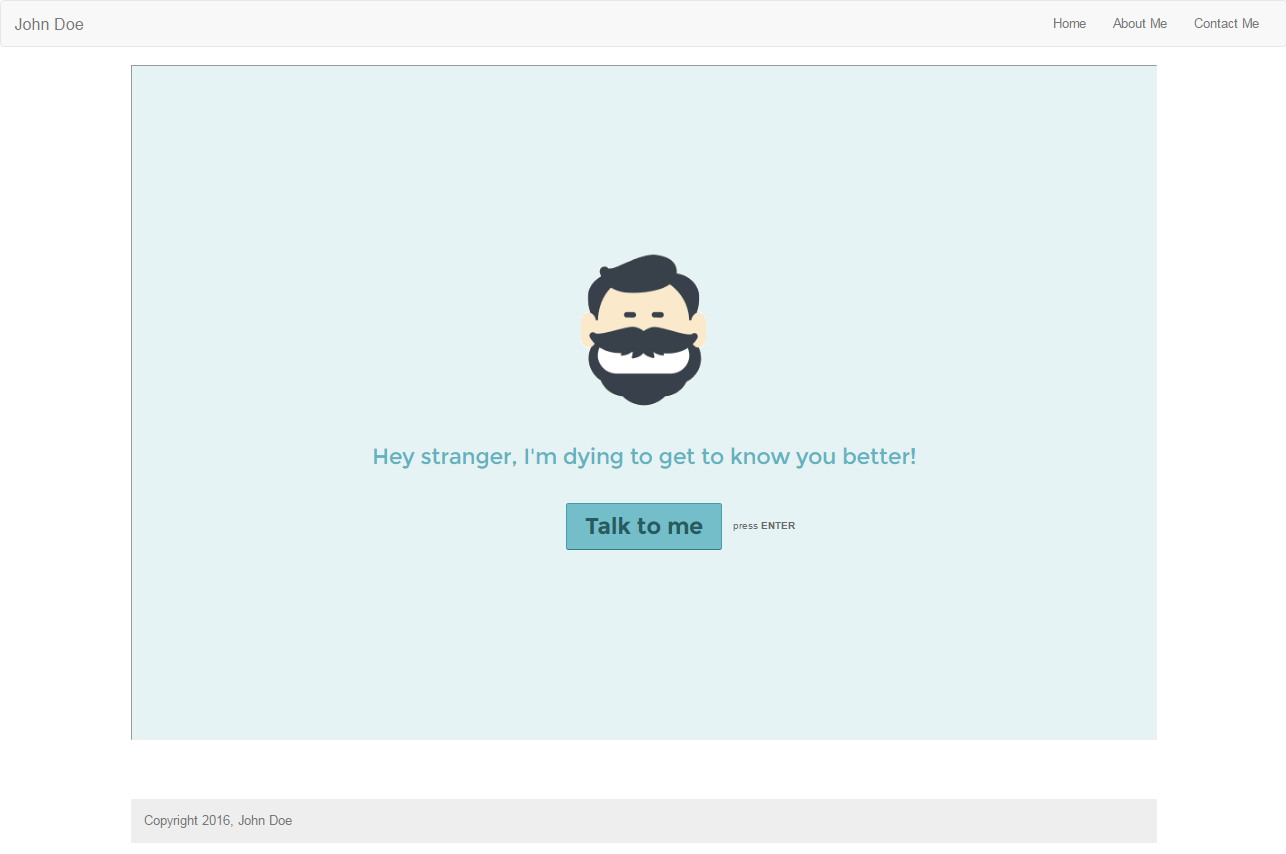 John Doe
Home About Me Contact Me
Hey stranger, I'm dying to get to know you better!
Talk to me press ENTER
Copyright 2016, John Doe